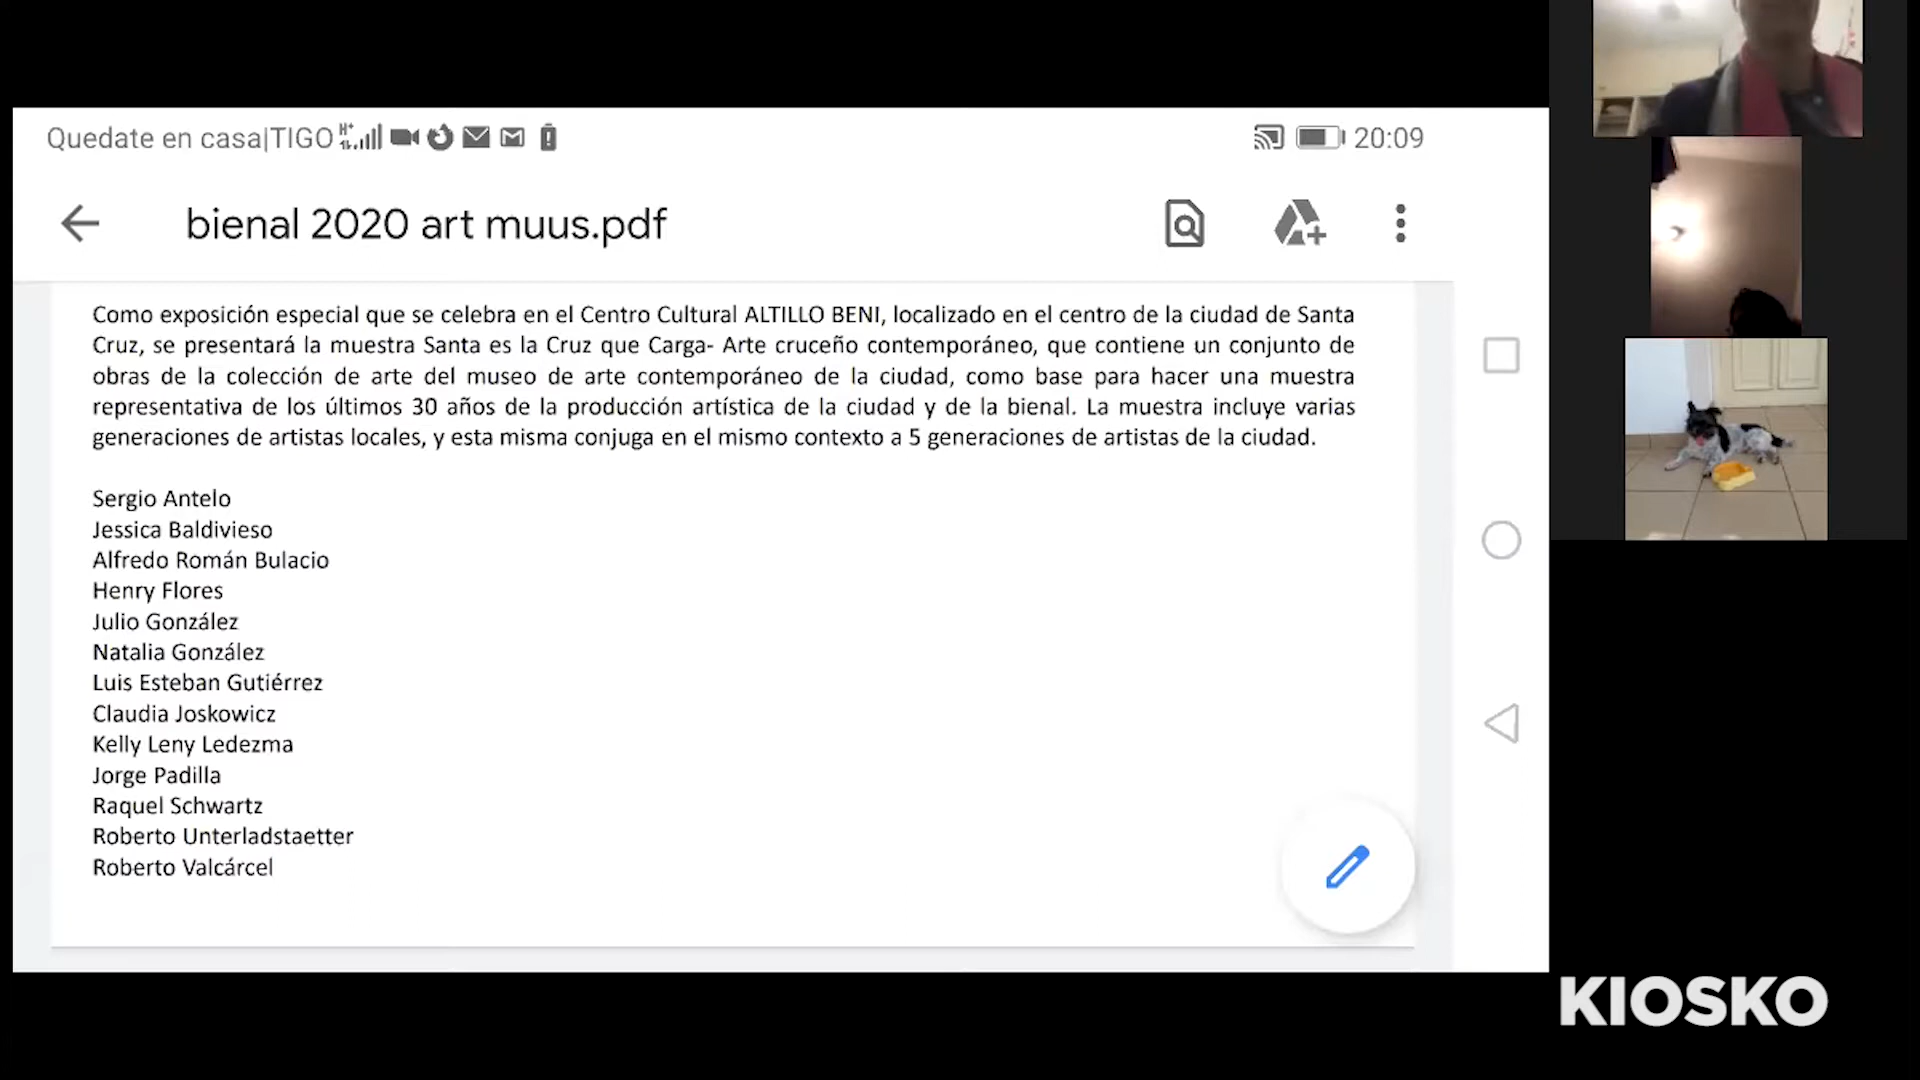 Quedate en casa|TIGO
20:09
bienal 2020 art muus.pdf
Como exposición especial que se celebra en el Centro Cultural ALTILLO BENI, localizado en el centro de la ciudad de Santa
Cruz, se presentará la muestra Santa es la Cruz que Carga- Arte cruceño contemporáneo, que contiene un conjunto de
obras de la colección de arte del museo de arte contemporáneo de la ciudad, como base para hacer una muestra
representativa de los últimos 30 años de la producción artística de la ciudad y de la bienal. La muestra incluye varias
generaciones de artistas locales, y esta misma conjuga en el mismo contexto a 5 generaciones de artistas de la ciudad.
Sergio Antelo
Jessica Baldivieso
Alfredo Román Bulacio
Henry Flores
Julio González
Natalia González
Luis Esteban Gutiérrez
Claudia Joskowicz
Kelly Leny Ledezma
Jorge Padilla
Raquel Schwartz
Roberto Unterladstaetter
Roberto Valcárcel
KIOSKO